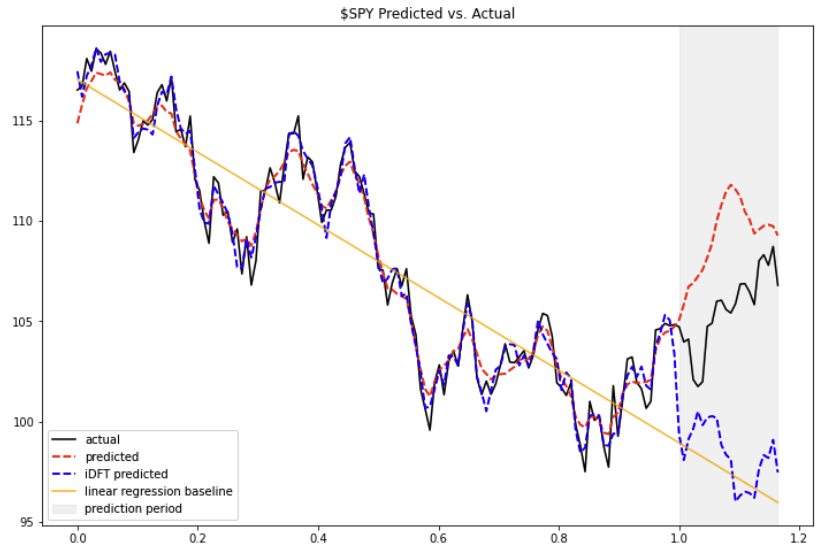 $SPY Predicted vs. Actual
115
110
105
100
95
actual
predicted
iDFT predicted
linear regression baseline
prediction period
0.0 0.2 0.4 0.6 0.8 1.0 1.2